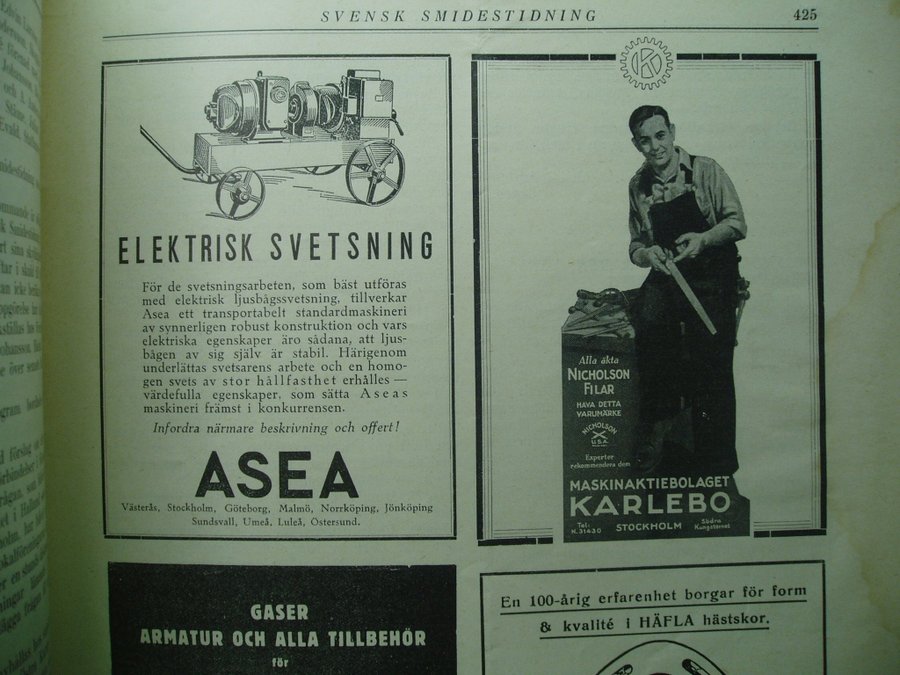 SVENSK SMIDESTIDNING
425
ELEKTRISK SVETSNING
För de svetsningsarbeten, som bäst utföras
med elektrisk ljusbågssvetsning, tillverkar
Asea ett transportabelt standardmaskineri
av synnerligen robust konstruktion och vars
elektriska egenskaper äro sådana, att ljus-
bågen av sig själv är stabil. Härigenom
underlättas svetsarens arbete och en homo-
gen svets av stor hållfasthet erhålles —
värdefulla egenskaper, som sätta Aseas
maskineri främst i konkurrensen.
Infordra närmare beskrivning och offert!
ASEA
Västerås, Stockholm, Göteborg, Malmö, Norrköping, Jönköping
Sundsvall, Umeå, Luleå, Östersund.
Alla äkta
NICHOLSON
FILAR
HAVA DETTA
VARUMÄRKE
NICHOLSON
U.S.A.
Experter
rekommendera dem
MASKINAKTIEBOLAGET
KARLEBO
Tel:
N. 31430
STOCKHOLM
Södra
Kungstornet
GASER
ARMATUR OCH ALLA TILLBEHÖR
för
En 100-årig erfarenhet borgar för form
& kvalité i HÄFLA hästskor.